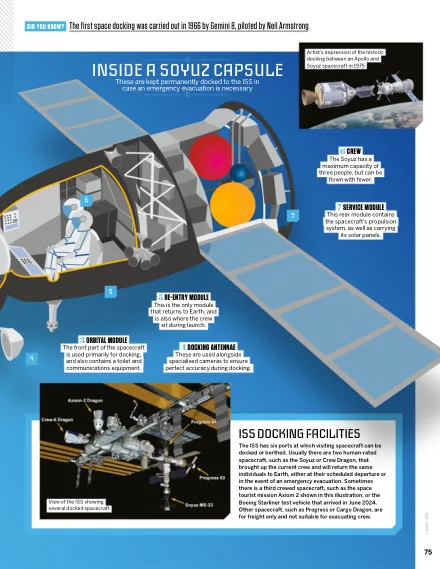 DID YOU KNOW? The first space docking was carried out in 1966 by Gemini 8, piloted by Neil Armstrong
INSIDE A SOYUZ CAPSULE
These are kept permanently docked to the ISS in
case an emergency evacuation is necessary
Artist's impression of the historic
docking between an Apollo and
Soyuz spacecraft in 1975
6 CREW
The Soyuz has a
maximum capacity of
three people, but can be
flown with fewer.
7 SERVICE MODULE
This rear module contains
the spacecraft's propulsion
system, as well as carrying
its solar panels.
6
7
5
4
5 RE-ENTRY MODULE
This is the only module
that returns to Earth, and
is also where the crew
sit during launch.
3 ORBITAL MODULE
The front part of the spacecraft
is used primarily for docking,
and also contains a toilet and
communications equipment.
4 DOCKING ANTENNAE
These are used alongside
specialised cameras to ensure
perfect accuracy during docking.
Axiom-2 Dragon
Crew-6 Dragon
Progress 84
Progress 83
Soyuz MS-23
View of the ISS showing
several docked spacecraft
ISS DOCKING FACILITIES
The ISS has six ports at which visiting spacecraft can be
docked or berthed. Usually there are two human-rated
spacecraft, such as the Soyuz or Crew Dragon, that
brought up the current crew and will return the same
individuals to Earth, either at their scheduled departure or
in the event of an emergency evacuation. Sometimes
there is a third crewed spacecraft, such as the space
tourist mission Axiom 2 shown in this illustration, or the
Boeing Starliner test vehicle that arrived in June 2024.
Other spacecraft, such as Progress or Cargo Dragon, are
for freight only and not suitable for evacuating crew.
75